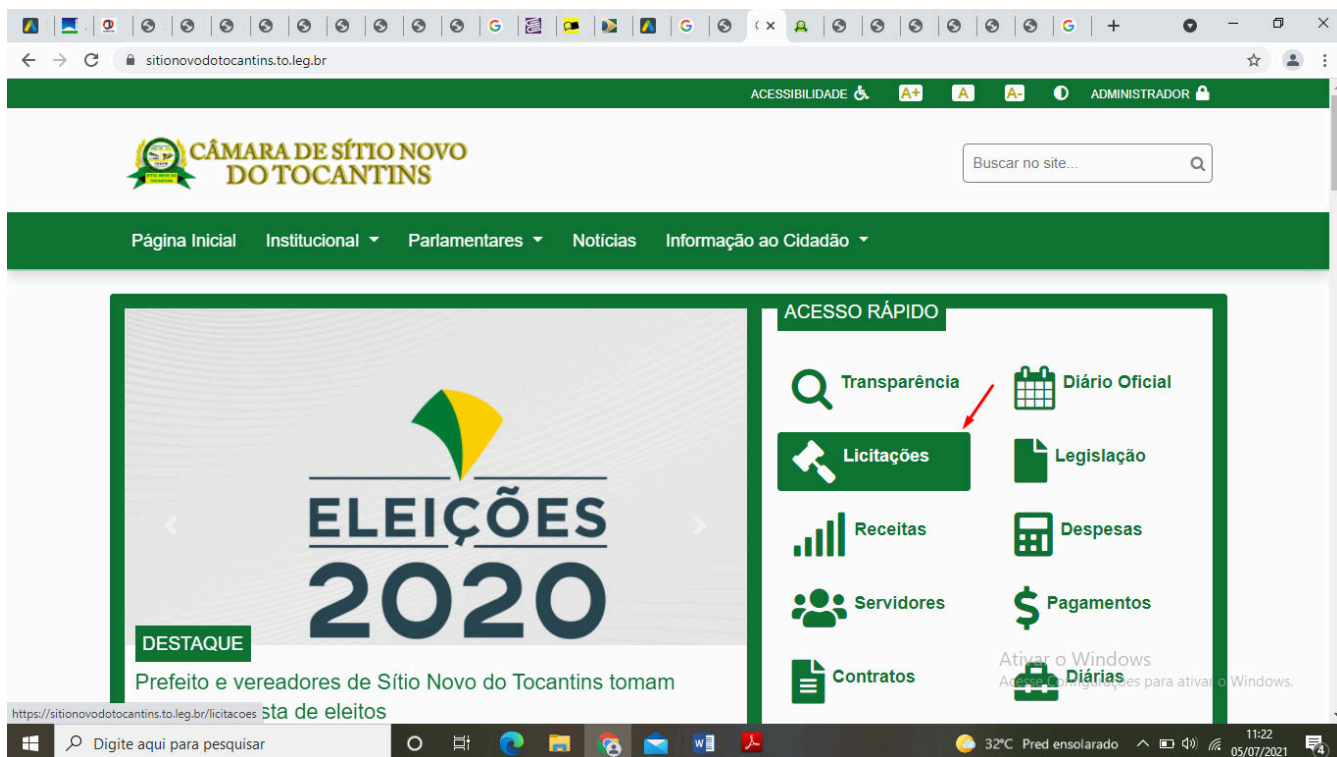 sitionovodotocantins.to.leg.br
ACESSIBILIDADE A+ A A- ADMINISTRADOR
CÂMARA DE SÍTIO NOVO
DO TOCANTINS
Buscar no site...
Página Inicial Institucional Parlamentares Notícias Informação ao Cidadão
ACESSO RÁPIDO
Transparência Diário Oficial
Licitações Legislação
Receitas Despesas
Servidores Pagamentos
Contratos Diárias
ELEIÇÕES
2020
DESTAQUE
Prefeito e vereadores de Sítio Novo do Tocantins tomam
sta de eleitos
https://sitionovodotocantins.to.leg.br/licitacoes
Ativar o Windows
Acesse Configurações para ativar o Windows.
Digite aqui para pesquisar
32°C Pred ensolarado
11:22
05/07/2021